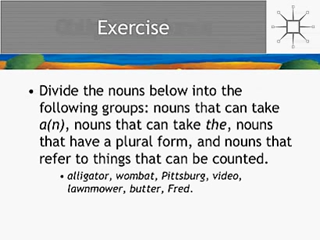 Exercise
• Divide the nouns below into the
following groups: nouns that can take
a(n), nouns that can take the, nouns
that have a plural form, and nouns that
refer to things that can be counted.
• alligator, wombat, Pittsburg, video,
lawnmower, butter, Fred.